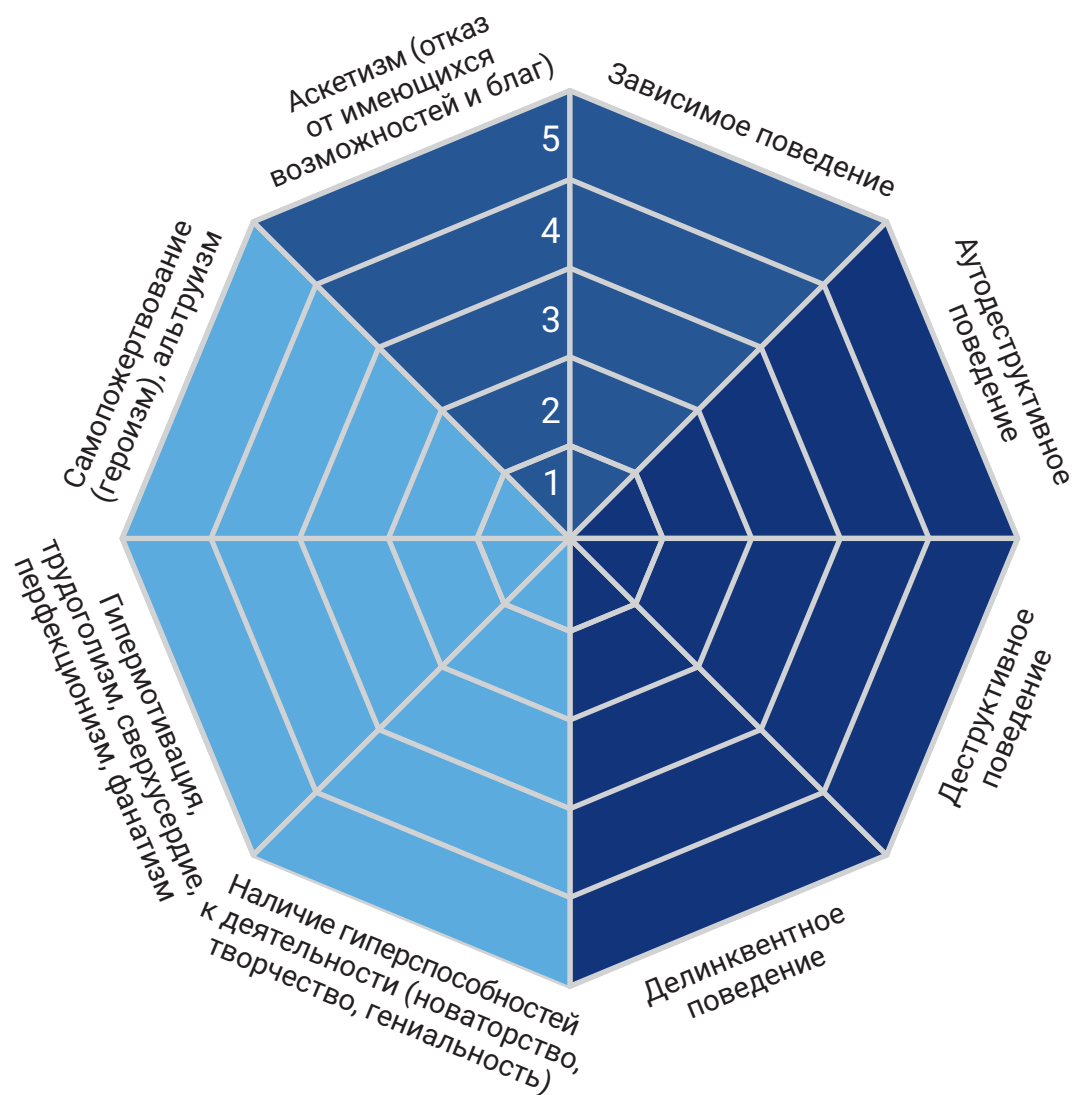 Аскетизм (отказ
от имеющихся
возможностей и благ)
Зависимое поведение
Аутодеструктивное
поведение
Деструктивное
поведение
Делинквентное
поведение
Наличие гиперспособностей
к деятельности (новаторство,
творчество, гениальность)
Гипермотивация,
трудоголизм, сверхусердие,
перфекционизм, фанатизм
Самопожертвование
(героизм), альтруизм
5
4
3
2
1